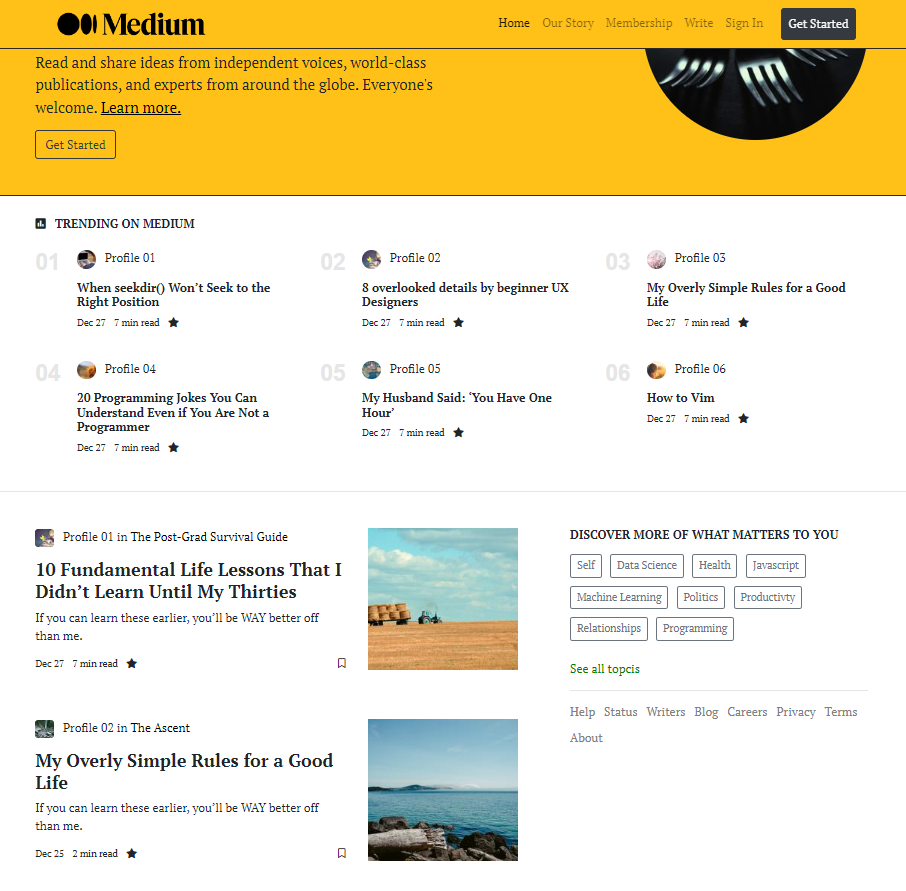 Medium
Home Our Story Membership Write Sign In Get Started
Read and share ideas from independent voices, world-class
publications, and experts from around the globe. Everyone's
welcome. Learn more.
Get Started
TRENDING ON MEDIUM
01 Profile 01
When seekdir() Won’t Seek to the
Right Position
Dec 27 7 min read
02 Profile 02
8 overlooked details by beginner UX
Designers
Dec 27 7 min read
03 Profile 03
My Overly Simple Rules for a Good
Life
Dec 27 7 min read
04 Profile 04
20 Programming Jokes You Can
Understand Even if You Are Not a
Programmer
Dec 27 7 min read
05 Profile 05
My Husband Said: ‘You Have One
Hour’
Dec 27 7 min read
06 Profile 06
How to Vim
Dec 27 7 min read
Profile 01 in The Post-Grad Survival Guide
10 Fundamental Life Lessons That I
Didn’t Learn Until My Thirties
If you can learn these earlier, you’ll be WAY better off
than me.
Dec 27 7 min read
Profile 02 in The Ascent
My Overly Simple Rules for a Good
Life
If you can learn these earlier, you’ll be WAY better off
than me.
Dec 25 2 min read
DISCOVER MORE OF WHAT MATTERS TO YOU
Self Data Science Health Javascript
Machine Learning Politics Productivty
Relationships Programming
See all topcis
Help Status Writers Blog Careers Privacy Terms
About